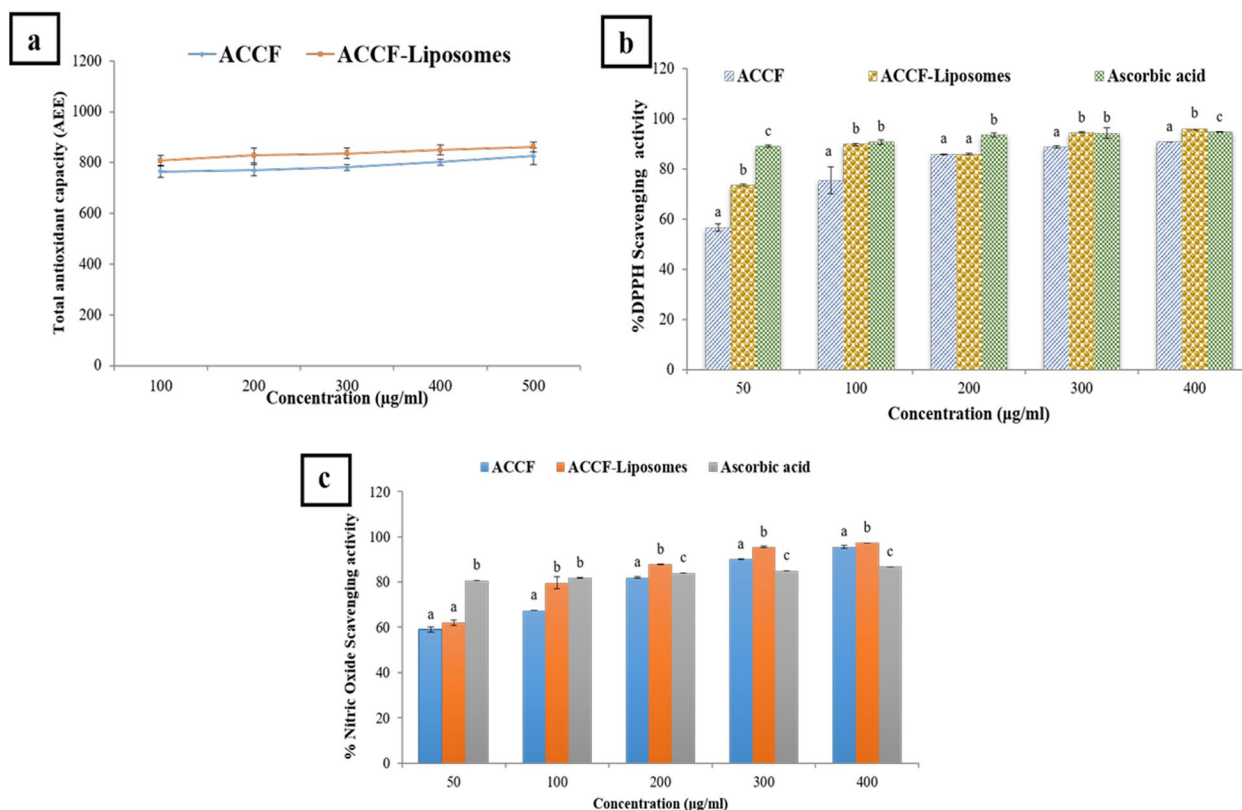 a
ACCF ACCF-Liposomes
Total antioxidant capacity (AEE)
1200
1000
800
600
400
200
0
100 200 300 400 500
Concentration (µg/ml)
b
ACCF ACCF-Liposomes Ascorbic acid
%DPPH Scavenging activity
120
100
80
60
40
20
0
a b c
a b b
a a b
a b b
a b c
50 100 200 300 400
Concentration (µg/ml)
c
ACCF ACCF-Liposomes Ascorbic acid
% Nitric Oxide Scavenging activity
120
100
80
60
40
20
0
a a b
a b b
a b c
a b c
a b c
50 100 200 300 400
Concentration (µg/ml)